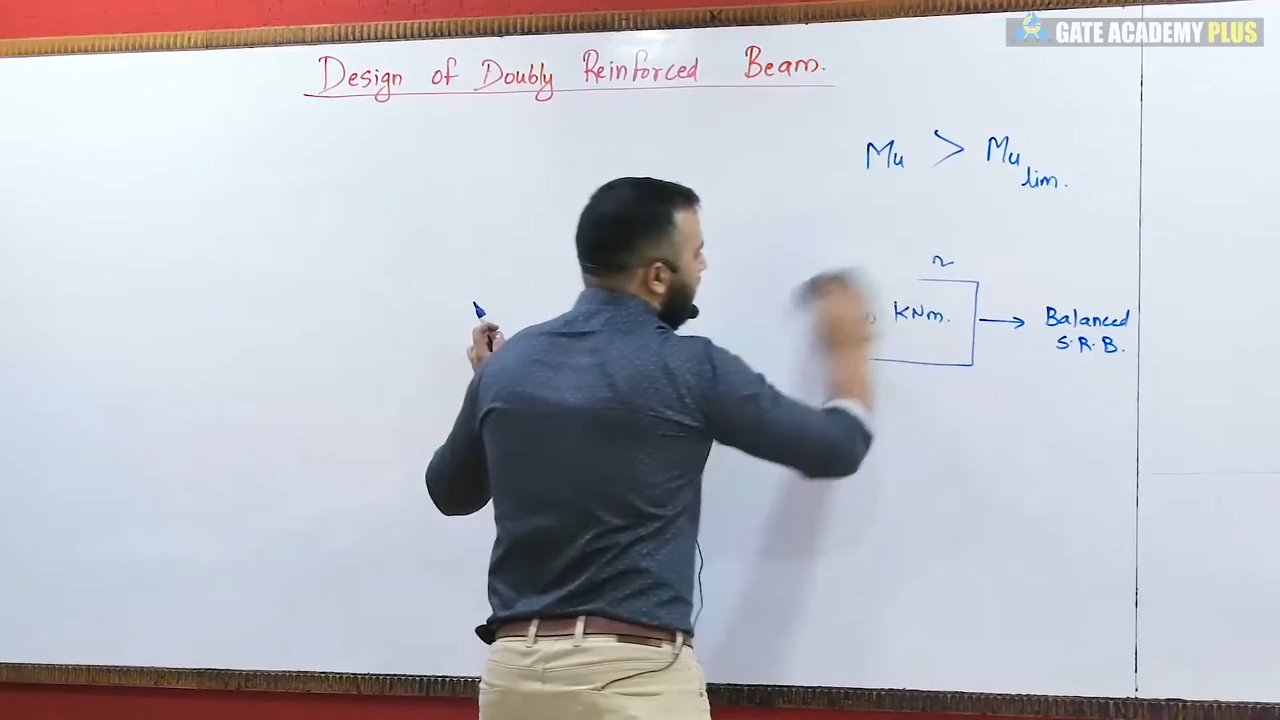 GATE ACADEMY PLUS
Design of Doubly Reinforced Beam.
Mu > Mu lim.
KNm. → Balanced
S.R.B.